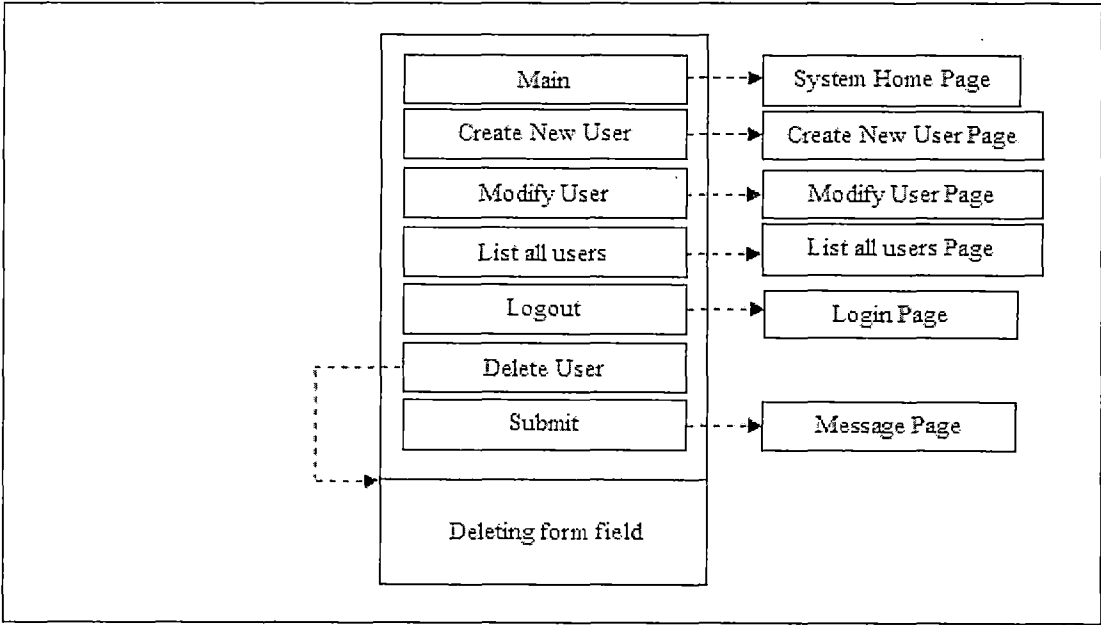 Main
System Home Page
Create New User
Create New User Page
Modify User
Modify User Page
List all users
List all users Page
Logout
Login Page
Delete User
Submit
Message Page
Deleting form field